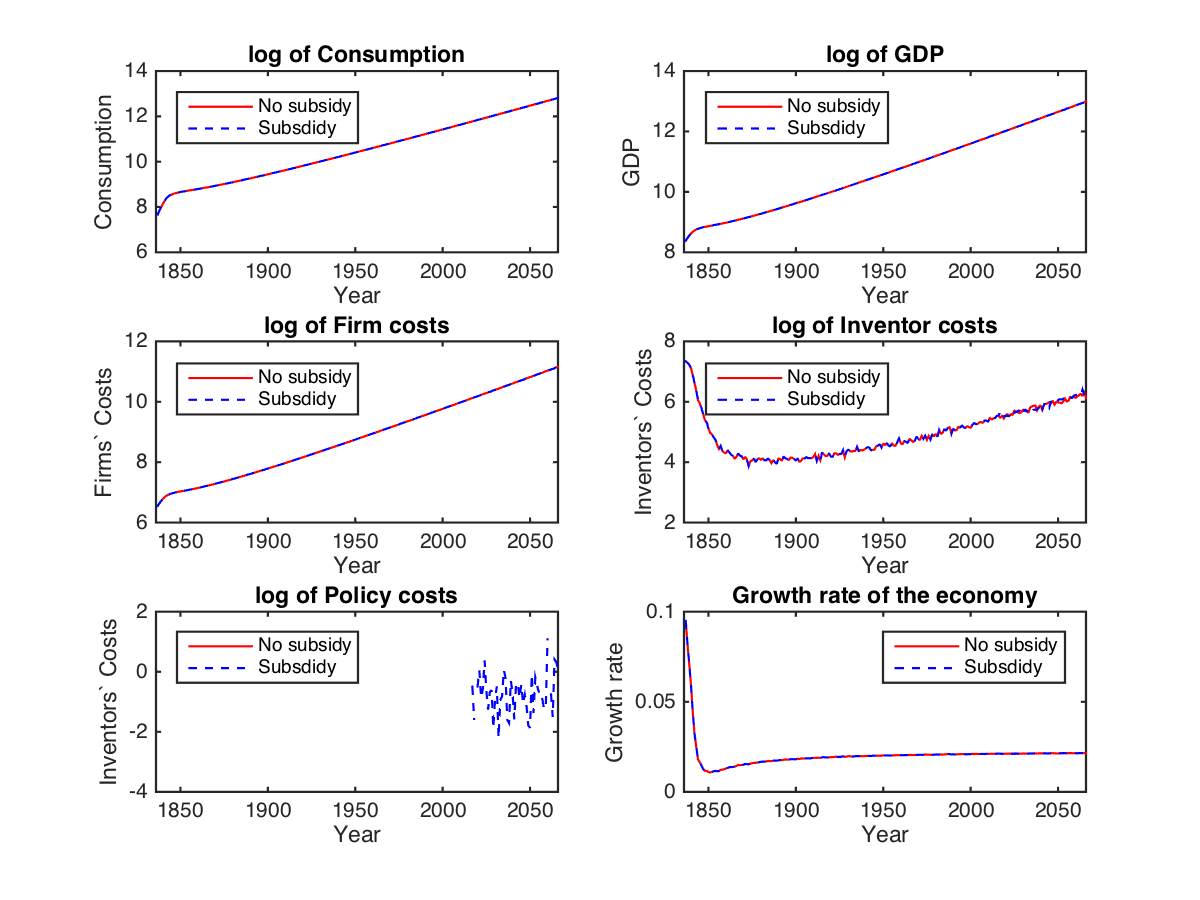 log of Consumption
14
12
10
8
6
Consumption
No subsidy
Subsdidy
1850 1900 1950 2000 2050
Year
log of GDP
14
12
10
8
GDP
No subsidy
Subsdidy
1850 1900 1950 2000 2050
Year
log of Firm costs
12
10
8
6
Firms` Costs
No subsidy
Subsdidy
1850 1900 1950 2000 2050
Year
log of Inventor costs
8
6
4
2
Inventors` Costs
No subsidy
Subsdidy
1850 1900 1950 2000 2050
Year
log of Policy costs
2
0
-2
-4
Inventors` Costs
No subsidy
Subsdidy
1850 1900 1950 2000 2050
Year
Growth rate of the economy
0.1
0.05
0
Growth rate
No subsidy
Subsdidy
1850 1900 1950 2000 2050
Year